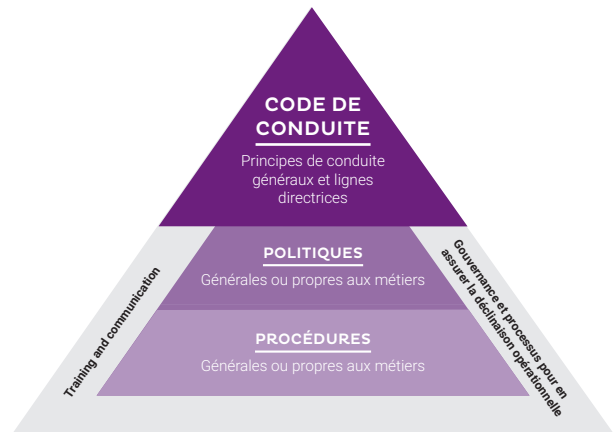 CODE DE
CONDUITE
Principes de conduite
généraux et lignes
directrices
POLITIQUES
Générales ou propres aux métiers
PROCÉDURES
Générales ou propres aux métiers
Training and communication
Gouvernance et processus pour en
assurer la déclinaison opérationnelle